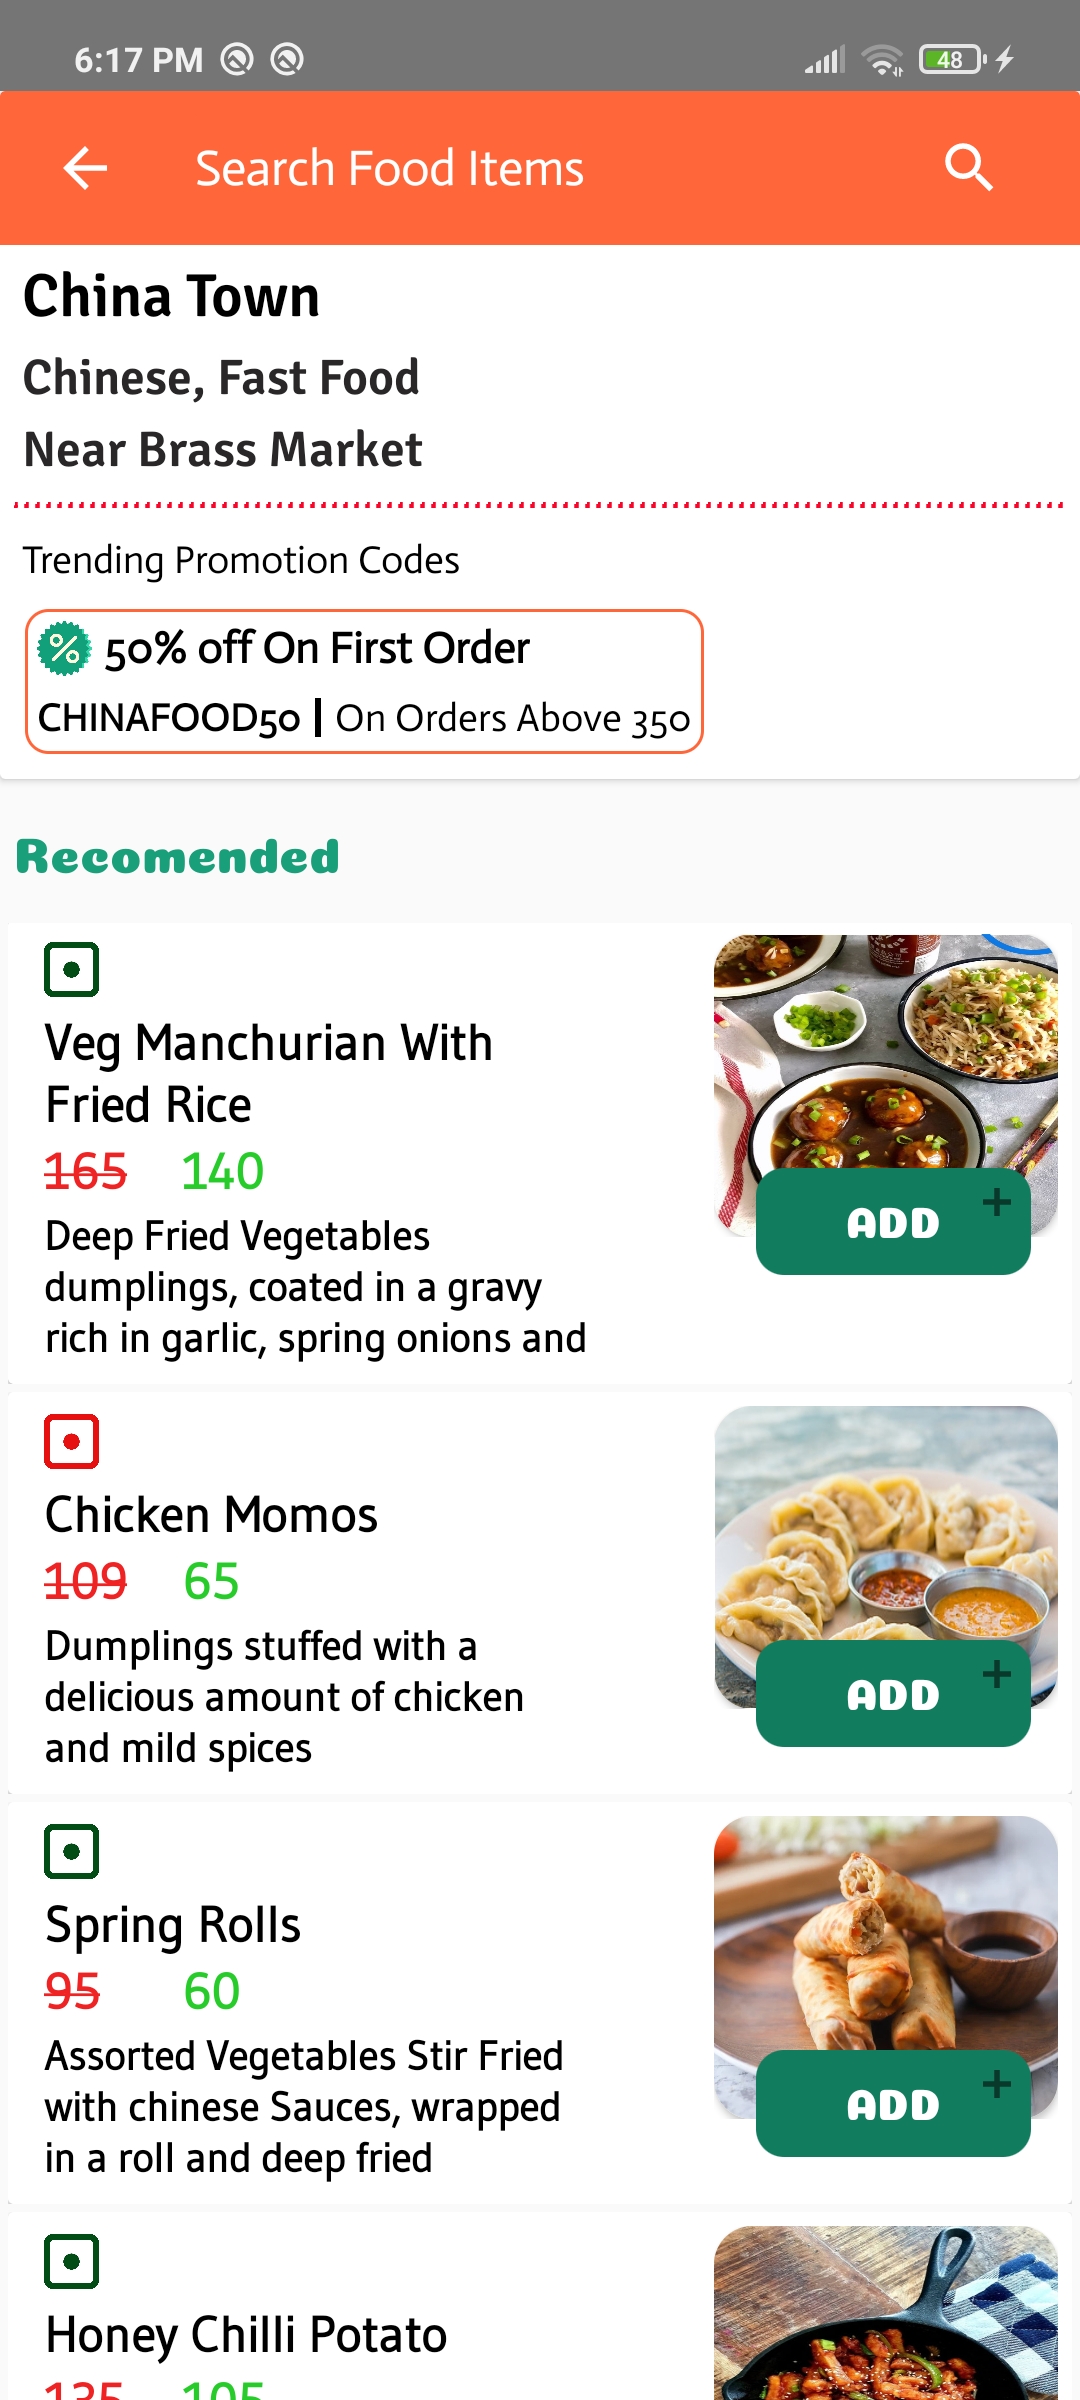 6:17 PM
48
Search Food Items
China Town
Chinese, Fast Food
Near Brass Market
Trending Promotion Codes
50% off On First Order
CHINAFOOD50 | On Orders Above 350
Recomended
Veg Manchurian With
Fried Rice
165 140
Deep Fried Vegetables
dumplings, coated in a gravy
rich in garlic, spring onions and
ADD +
Chicken Momos
109 65
Dumplings stuffed with a
delicious amount of chicken
and mild spices
ADD +
Spring Rolls
95 60
Assorted Vegetables Stir Fried
with chinese Sauces, wrapped
in a roll and deep fried
ADD +
Honey Chilli Potato
135 105